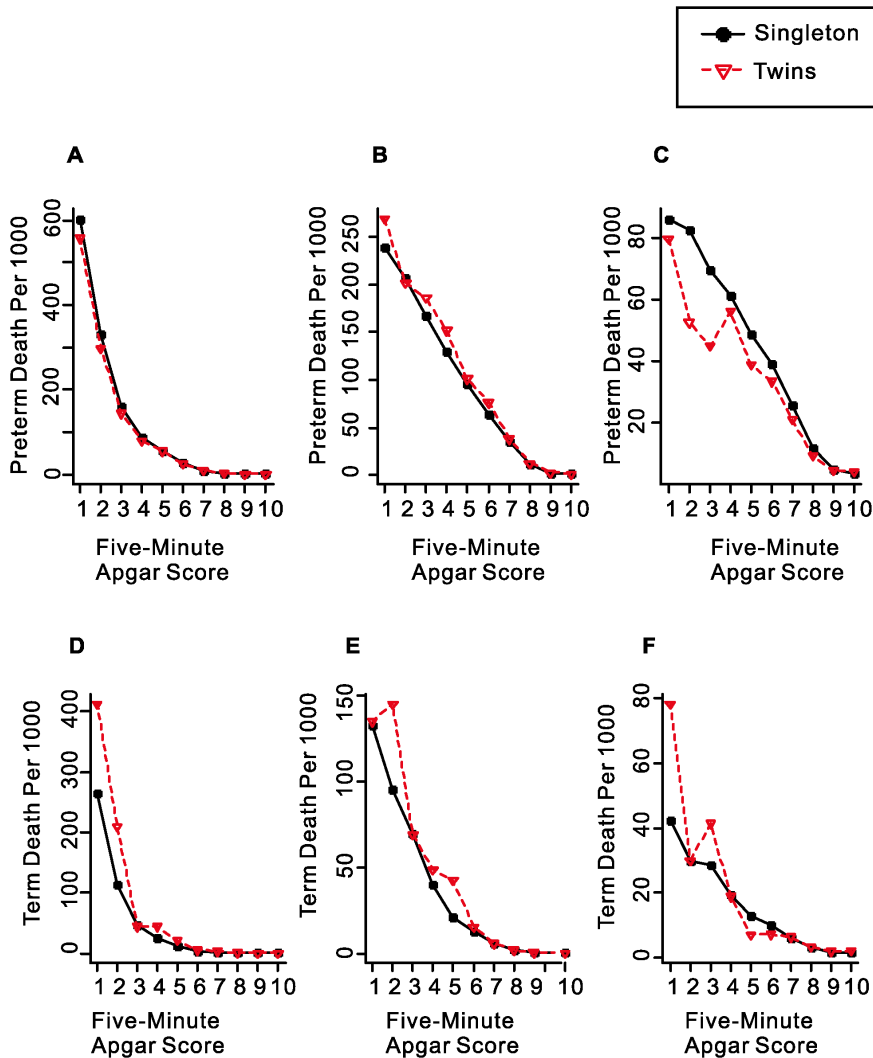 Singleton
Twins
A
B
C
Preterm Death Per 1000
600
400
200
0
1 2 3 4 5 6 7 8 9 10
Five-Minute
Apgar Score
Preterm Death Per 1000
250
200
150
100
50
0
1 2 3 4 5 6 7 8 9 10
Five-Minute
Apgar Score
Preterm Death Per 1000
80
60
40
20
1 2 3 4 5 6 7 8 9 10
Five-Minute
Apgar Score
D
E
F
Term Death Per 1000
400
300
200
100
0
1 2 3 4 5 6 7 8 9 10
Five-Minute
Apgar Score
Term Death Per 1000
150
100
50
0
1 2 3 4 5 6 7 8 9 10
Five-Minute
Apgar Score
Term Death Per 1000
80
60
40
20
0
1 2 3 4 5 6 7 8 9 10
Five-Minute
Apgar Score